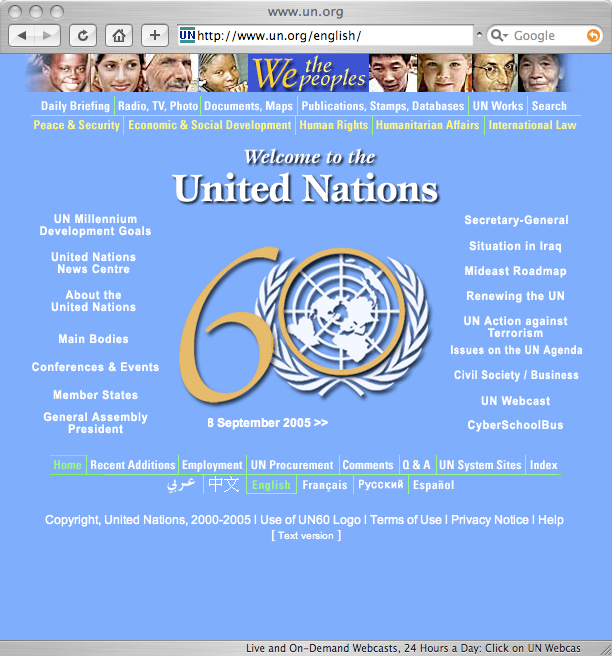 www.un.org
UN http://www.un.org/english/
Google
We the peoples
Daily Briefing Radio, TV, Photo Documents, Maps Publications, Stamps, Databases UN Works Search
Peace & Security Economic & Social Development Human Rights Humanitarian Affairs International Law
Welcome to the
United Nations
UN Millennium
Development Goals
United Nations
News Centre
About the
United Nations
Main Bodies
Conferences & Events
Member States
General Assembly
President
60
8 September 2005 >>
Secretary-General
Situation in Iraq
Mideast Roadmap
Renewing the UN
UN Action against
Terrorism
Issues on the UN Agenda
Civil Society / Business
UN Webcast
CyberSchoolBus
Home Recent Additions Employment UN Procurement Comments Q & A UN System Sites Index
عربي 中文 English Français Русский Español
Copyright, United Nations, 2000-2005 | Use of UN60 Logo | Terms of Use | Privacy Notice | Help
[ Text version ]
Live and On-Demand Webcasts, 24 Hours a Day: Click on UN Webcas